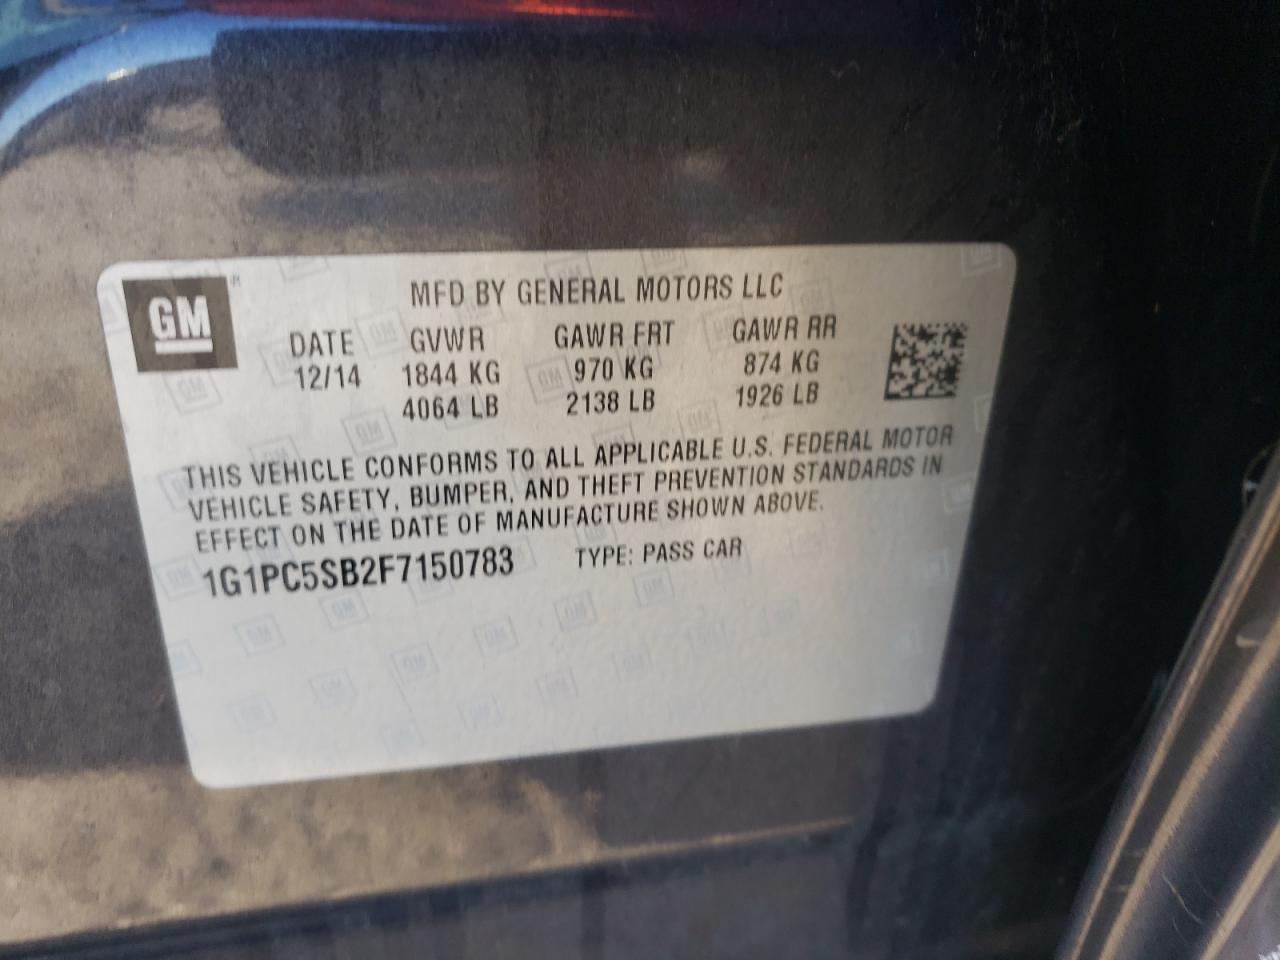 GM
MFD BY GENERAL MOTORS LLC
DATE GVWR GAWR FRT GAWR RR
12/14 1844 KG 970 KG 874 KG
4064 LB 2138 LB 1926 LB
THIS VEHICLE CONFORMS TO ALL APPLICABLE U.S. FEDERAL MOTOR
VEHICLE SAFETY, BUMPER, AND THEFT PREVENTION STANDARDS IN
EFFECT ON THE DATE OF MANUFACTURE SHOWN ABOVE.
1G1PC5SB2F7150783 TYPE: PASS CAR